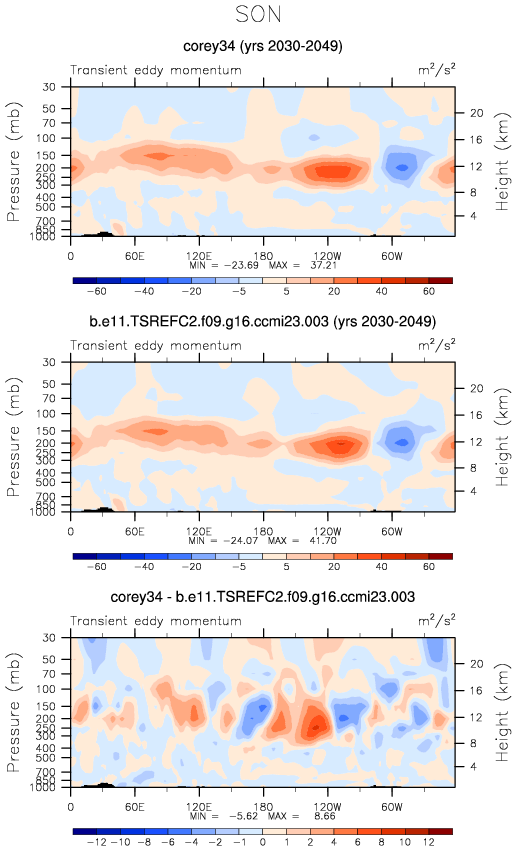 SON
corey34 (yrs 2030-2049)
Transient eddy momentum m²/s²
Pressure (mb)
30
50
70
100
150
200
250
300
400
500
700
850
1000
Height (km)
20
16
12
8
4
0 60E 120E 180 120W 60W
MIN = -23.69 MAX = 37.21
-60 -40 -20 -5 5 20 40 60
b.e11.TSREFC2.f09.g16.ccmi23.003 (yrs 2030-2049)
Transient eddy momentum m²/s²
Pressure (mb)
30
50
70
100
150
200
250
300
400
500
700
850
1000
Height (km)
20
16
12
8
4
0 60E 120E 180 120W 60W
MIN = -24.07 MAX = 41.70
-60 -40 -20 -5 5 20 40 60
corey34 - b.e11.TSREFC2.f09.g16.ccmi23.003
Transient eddy momentum m²/s²
Pressure (mb)
30
50
70
100
150
200
250
300
400
500
700
850
1000
Height (km)
20
16
12
8
4
0 60E 120E 180 120W 60W
MIN = -5.62 MAX = 8.66
-12 -10 -8 -6 -4 -2 -1 0 1 2 4 6 8 10 12